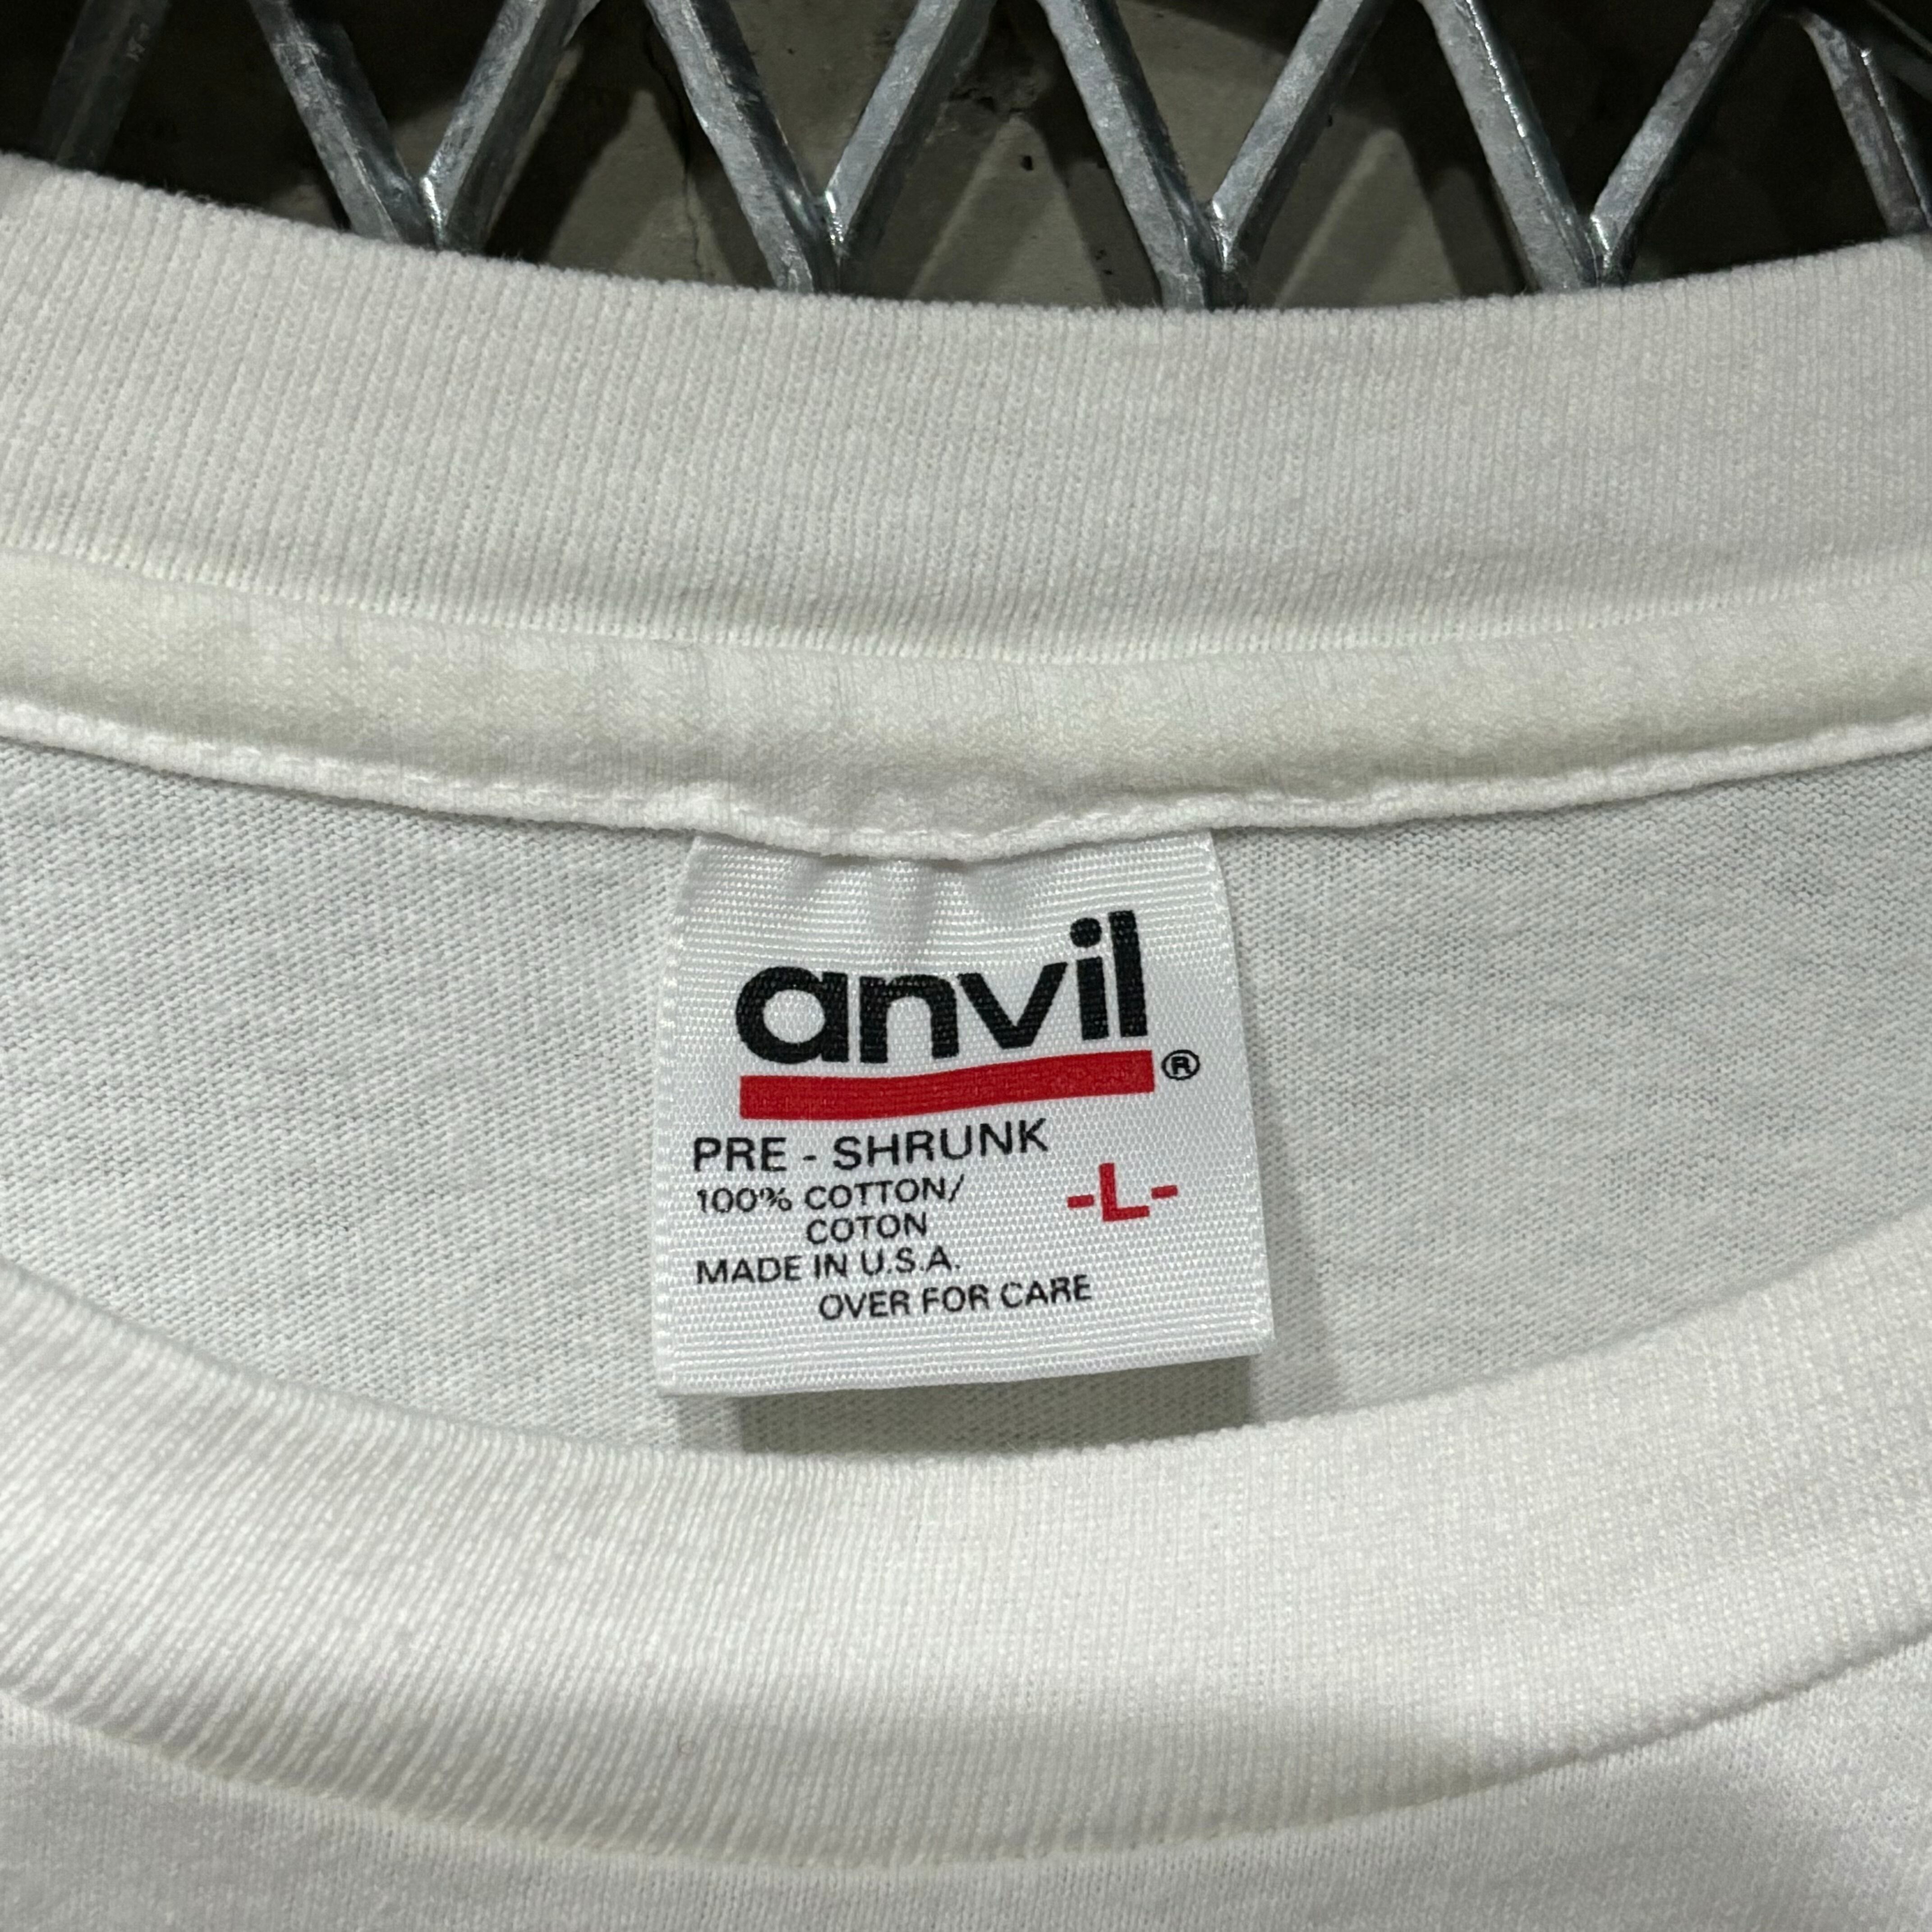 anvil®
PRE - SHRUNK
100% COTTON/ -L-
COTON
MADE IN U.S.A.
OVER FOR CARE